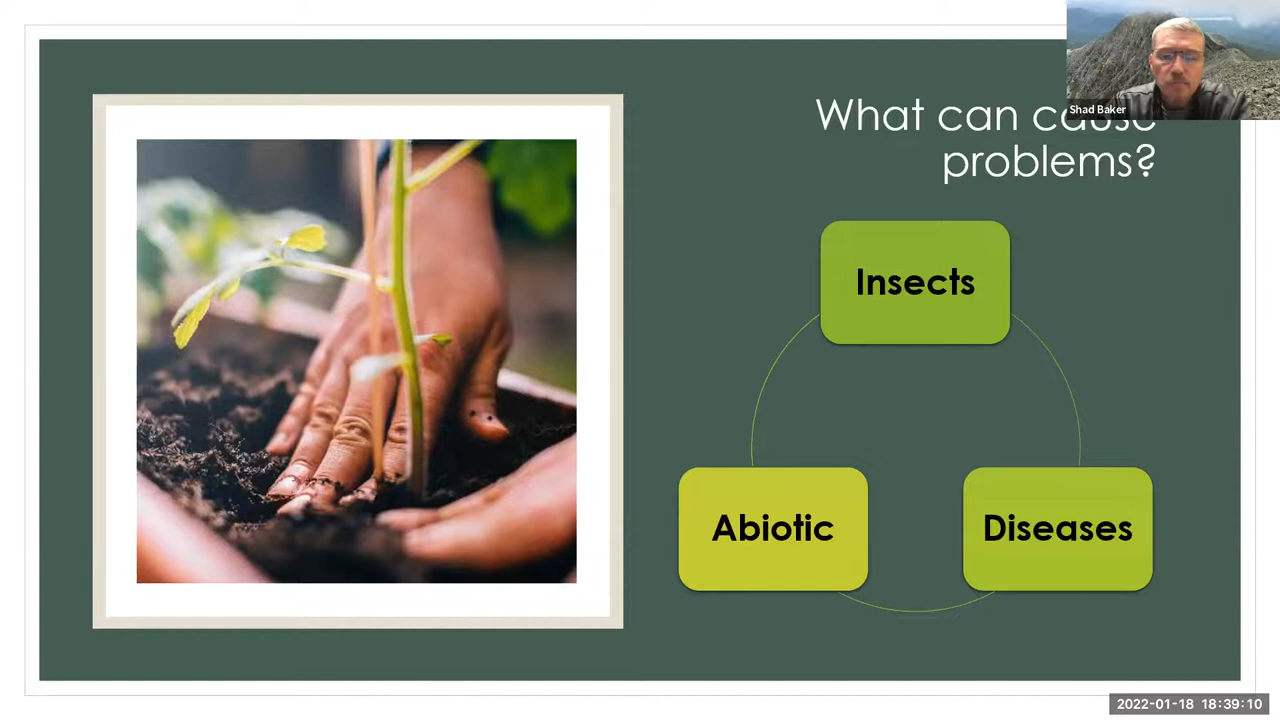 Shad Baker
What can cause
problems?
Insects
Abiotic
Diseases
2022-01-18 18:39:10